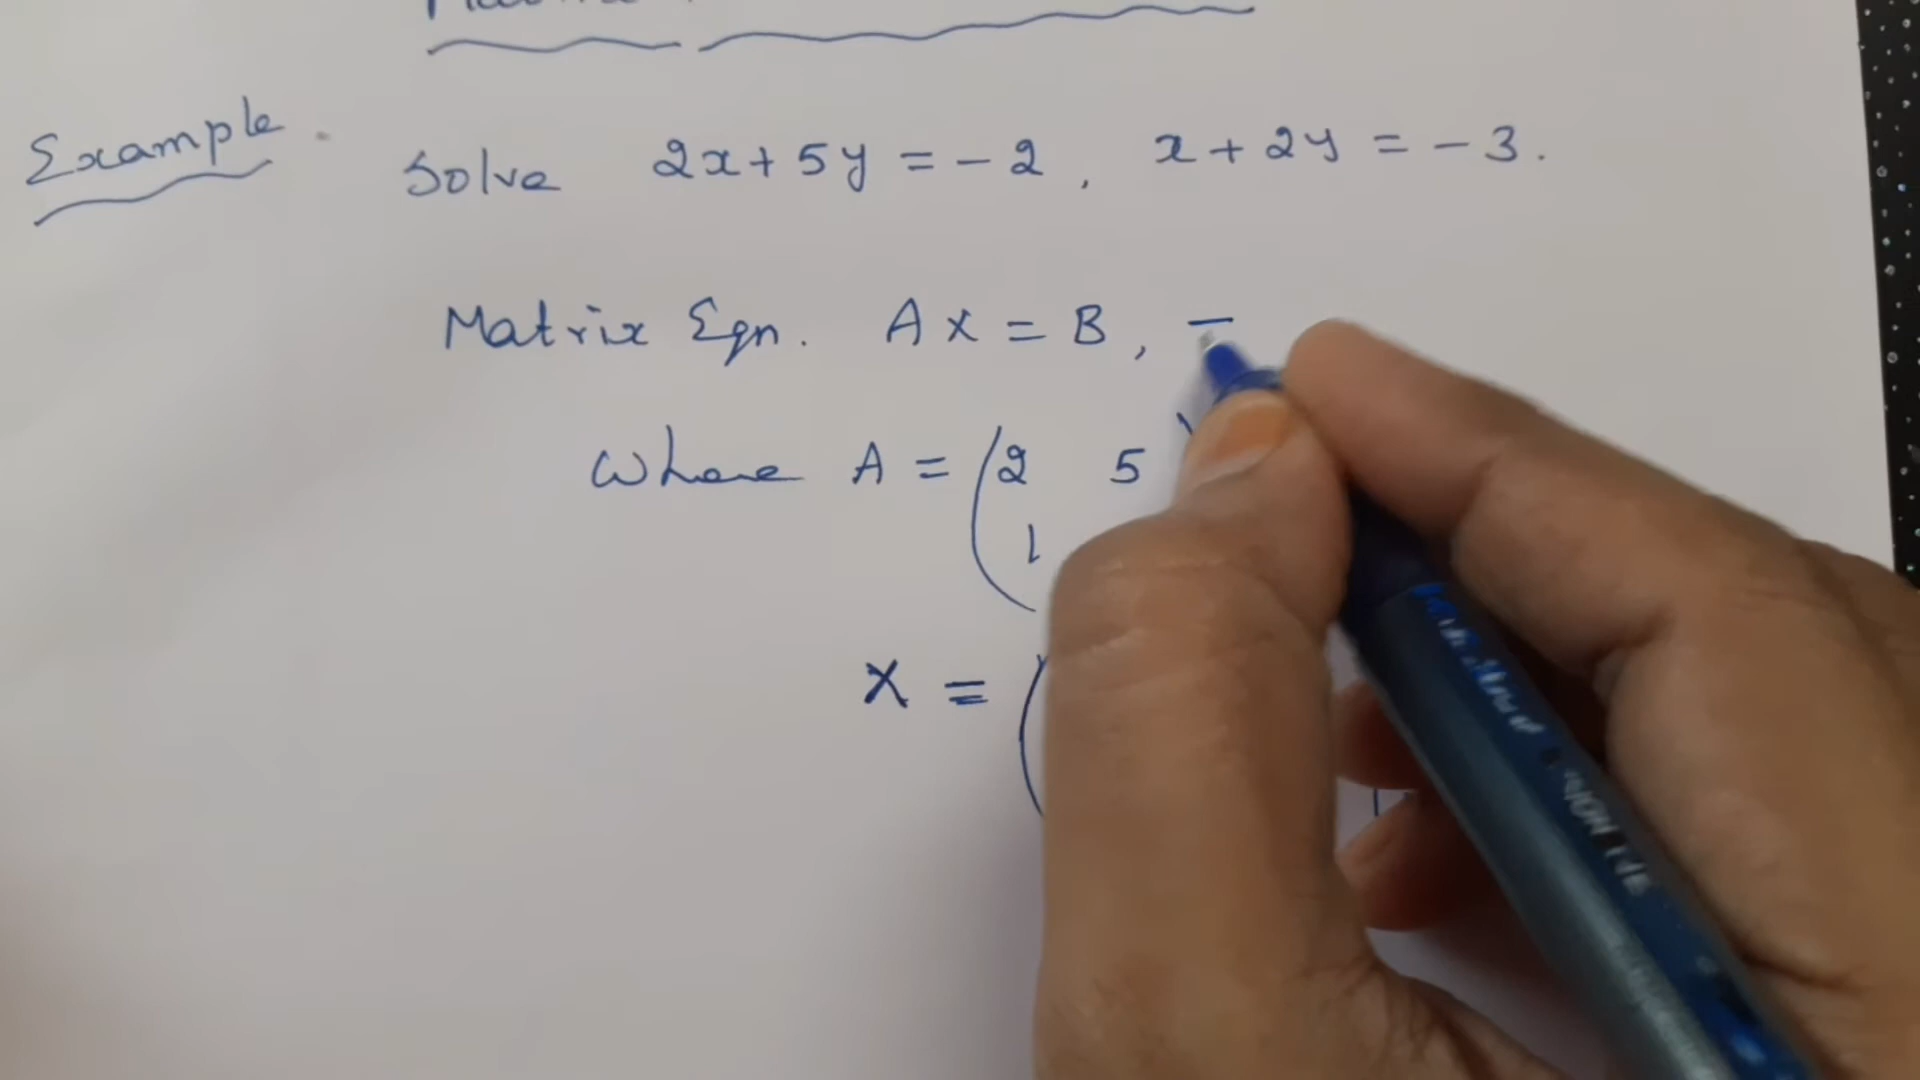 Example. Solve 2x+5y = -2, x+2y = -3.
Matrix Eqn. AX = B,
Where A = (2 5
1
X = (